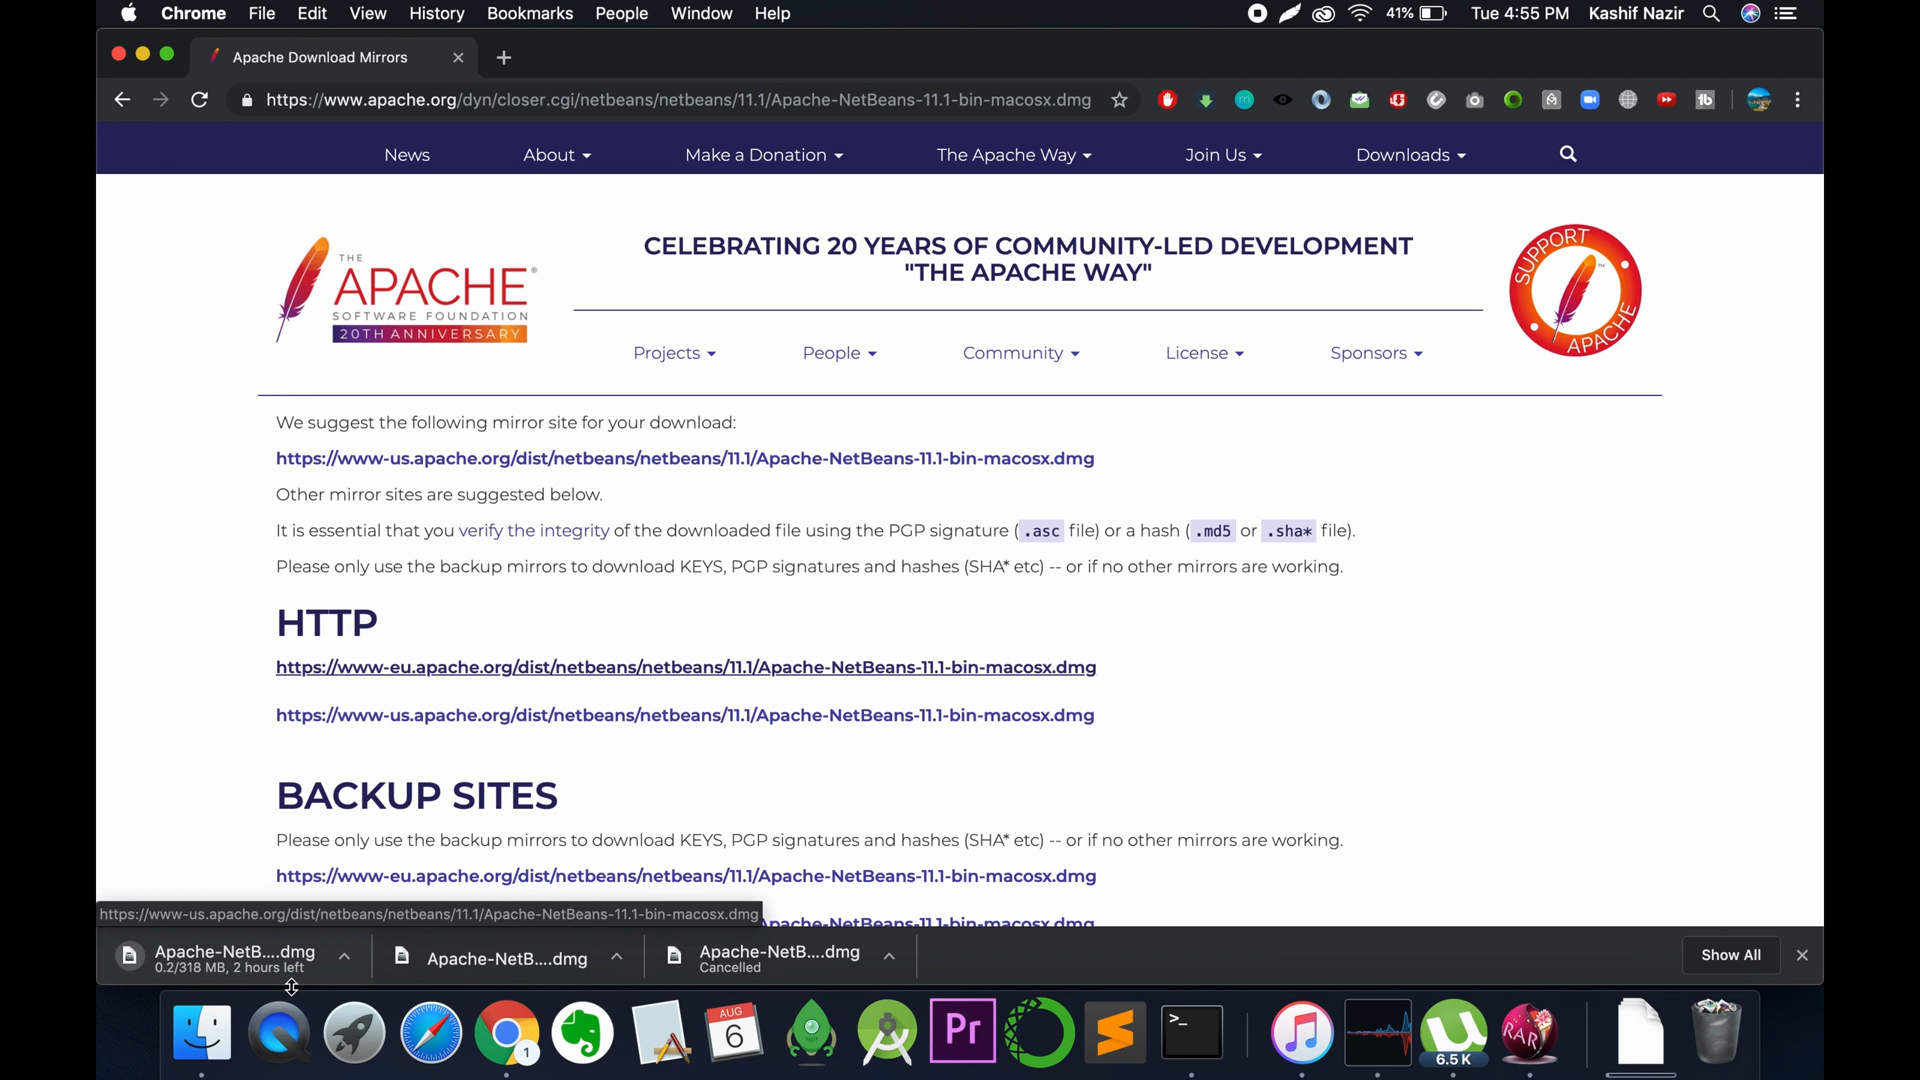 Chrome File Edit View History Bookmarks People Window Help 41% Tue 4:55 PM Kashif Nazir
Apache Download Mirrors
https://www.apache.org/dyn/closer.cgi/netbeans/netbeans/11.1/Apache-NetBeans-11.1-bin-macosx.dmg
News About Make a Donation The Apache Way Join Us Downloads
THE
APACHE
SOFTWARE FOUNDATION
20TH ANNIVERSARY
CELEBRATING 20 YEARS OF COMMUNITY-LED DEVELOPMENT
"THE APACHE WAY"
SUPPORT
APACHE
Projects People Community License Sponsors
We suggest the following mirror site for your download:
https://www-us.apache.org/dist/netbeans/netbeans/11.1/Apache-NetBeans-11.1-bin-macosx.dmg
Other mirror sites are suggested below.
It is essential that you verify the integrity of the downloaded file using the PGP signature (.asc file) or a hash (.md5 or .sha* file).
Please only use the backup mirrors to download KEYS, PGP signatures and hashes (SHA* etc) -- or if no other mirrors are working.
HTTP
https://www-eu.apache.org/dist/netbeans/netbeans/11.1/Apache-NetBeans-11.1-bin-macosx.dmg
https://www-us.apache.org/dist/netbeans/netbeans/11.1/Apache-NetBeans-11.1-bin-macosx.dmg
BACKUP SITES
Please only use the backup mirrors to download KEYS, PGP signatures and hashes (SHA* etc) -- or if no other mirrors are working.
https://www-eu.apache.org/dist/netbeans/netbeans/11.1/Apache-NetBeans-11.1-bin-macosx.dmg
https://www-us.apache.org/dist/netbeans/netbeans/11.1/Apache-NetBeans-11.1-bin-macosx.dmg
Apache-NetBeans-11.1-bin-macosx.dmg
Apache-NetB....dmg
0.2/318 MB, 2 hours left
Apache-NetB....dmg
Apache-NetB....dmg
Cancelled
Show All
1
AUG
6
Pr
>_
6.5 K
RAR